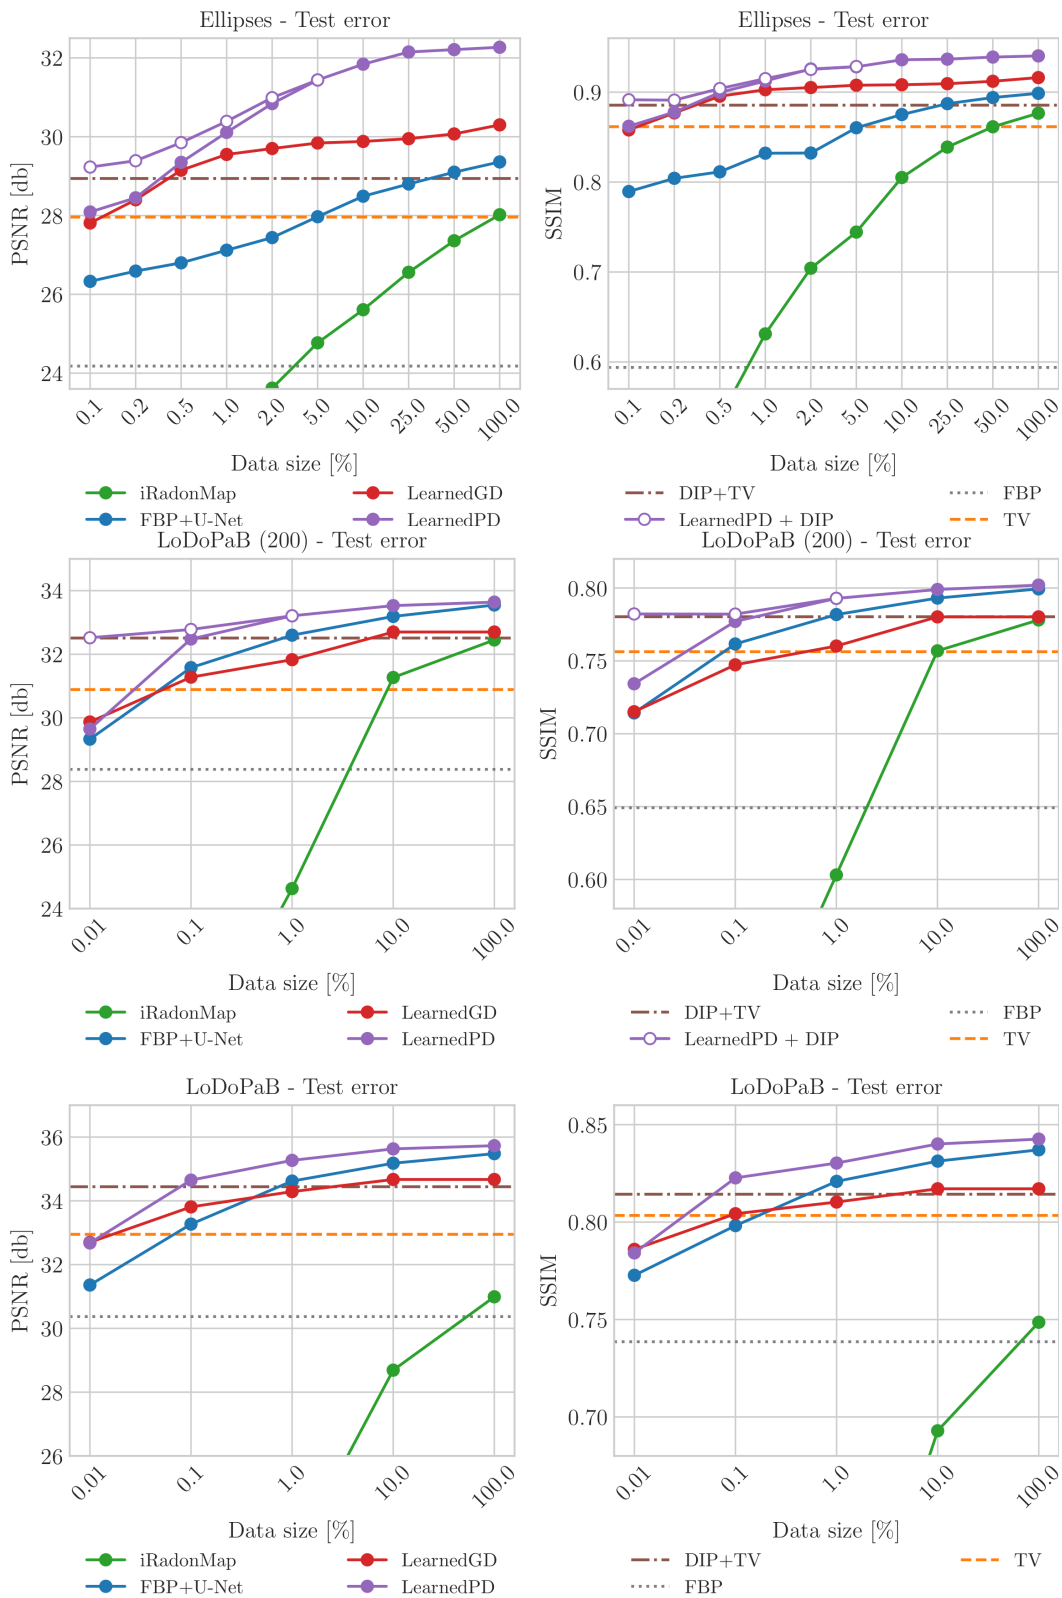 Ellipses - Test error
PSNR [db]
32
30
28
26
24
0.1 0.2 0.5 1.0 2.0 5.0 10.0 25.0 50.0 100.0
Data size [%]
iRadonMap LearnedGD
FBP+U-Net LearnedPD
Ellipses - Test error
SSIM
0.9
0.8
0.7
0.6
0.1 0.2 0.5 1.0 2.0 5.0 10.0 25.0 50.0 100.0
Data size [%]
DIP+TV FBP
LearnedPD + DIP TV
LoDoPaB (200) - Test error
PSNR [db]
34
32
30
28
26
24
0.01 0.1 1.0 10.0 100.0
Data size [%]
iRadonMap LearnedGD
FBP+U-Net LearnedPD
LoDoPaB (200) - Test error
SSIM
0.80
0.75
0.70
0.65
0.60
0.01 0.1 1.0 10.0 100.0
Data size [%]
DIP+TV FBP
LearnedPD + DIP TV
LoDoPaB - Test error
PSNR [db]
36
34
32
30
28
26
0.01 0.1 1.0 10.0 100.0
Data size [%]
iRadonMap LearnedGD
FBP+U-Net LearnedPD
LoDoPaB - Test error
SSIM
0.85
0.80
0.75
0.70
0.01 0.1 1.0 10.0 100.0
Data size [%]
DIP+TV TV
FBP